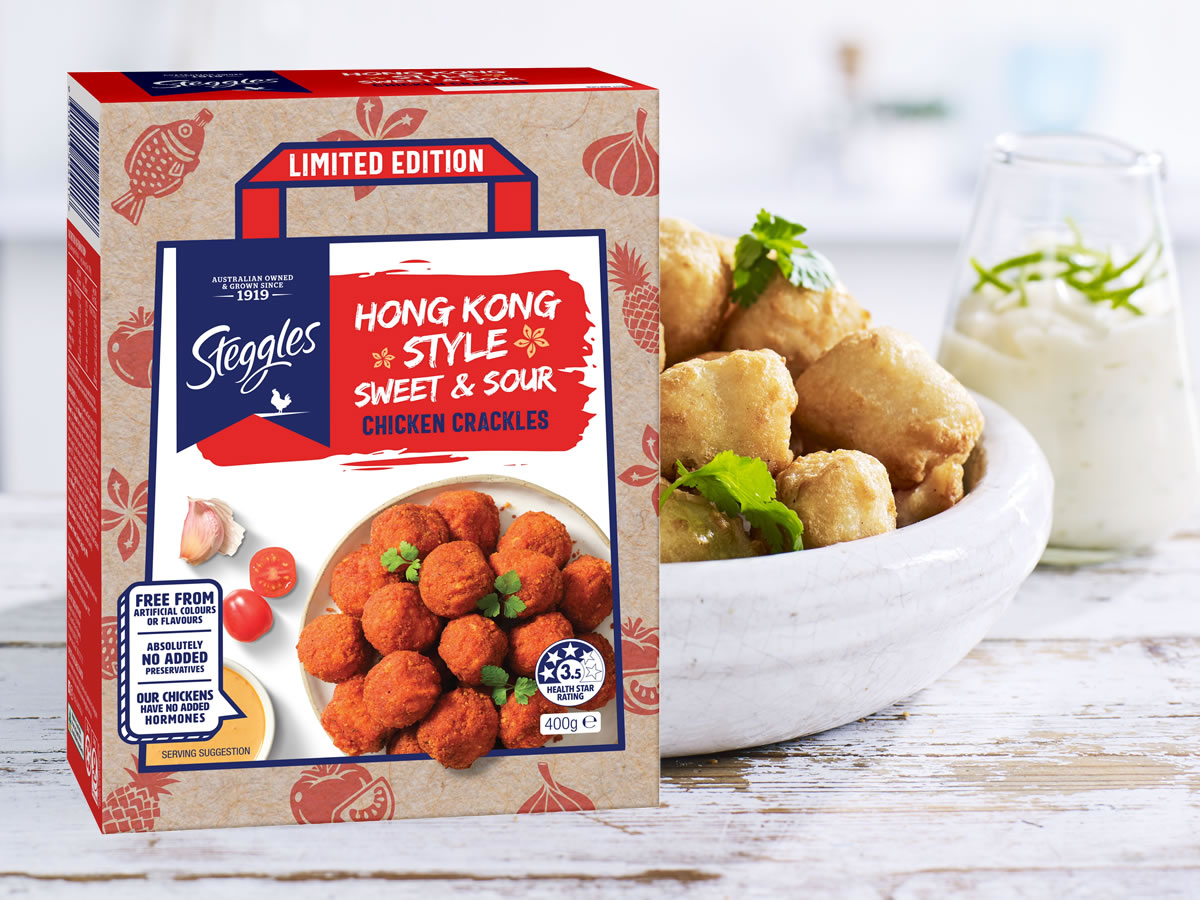 Steggles
HONG KONG
SWEET & SOUR
LIMITED EDITION
AUSTRALIAN OWNED
& GROWN SINCE
1919
Steggles
HONG KONG
STYLE
SWEET & SOUR
CHICKEN CRACKLES
FREE FROM
ARTIFICIAL COLOURS
OR FLAVOURS
ABSOLUTELY
NO ADDED
PRESERVATIVES
OUR CHICKENS
HAVE NO ADDED
HORMONES
3.5
HEALTH STAR
RATING
400g e
SERVING SUGGESTION